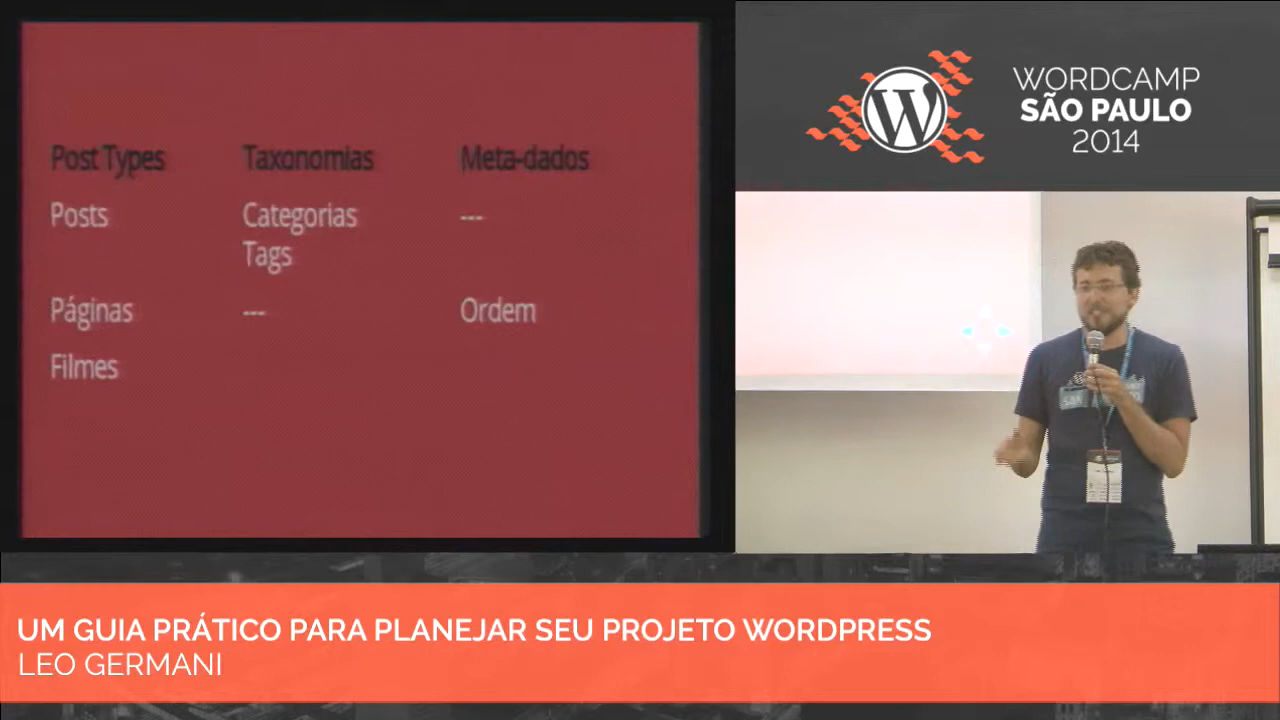 Post Types Taxonomias Meta-dados
Posts Categorias ---
Tags
Páginas --- Ordem
Filmes
WORDCAMP
SÃO PAULO
2014
UM GUIA PRÁTICO PARA PLANEJAR SEU PROJETO WORDPRESS
LEO GERMANI